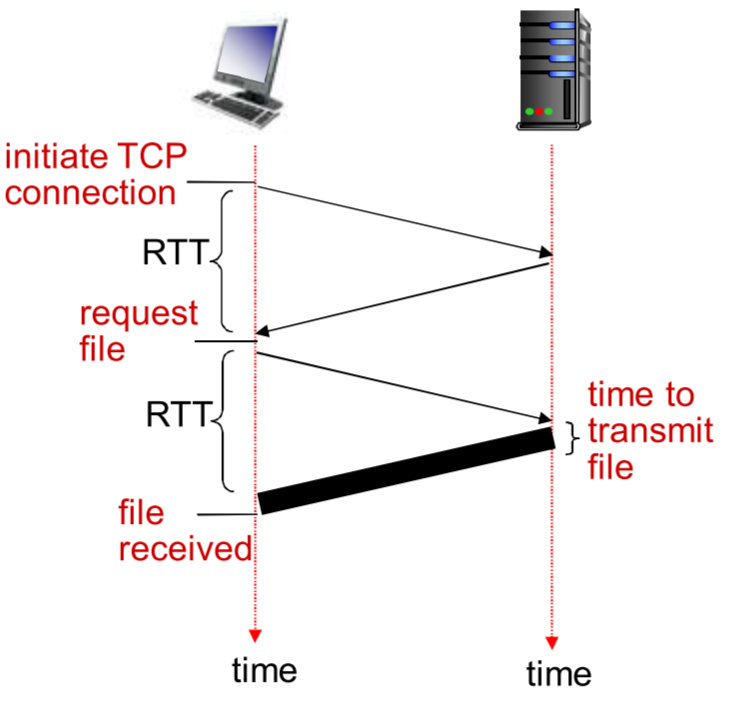 initiate TCP
connection
RTT
request
file
RTT
time to
transmit
file
file
received
time
time